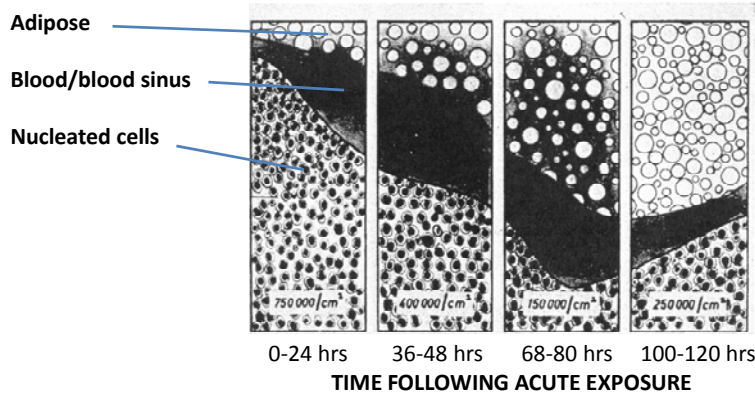 Adipose
Blood/blood sinus
Nucleated cells
750 000/cm²
400 000/cm²
150 000/cm²
250 000/cm²
0-24 hrs
36-48 hrs
68-80 hrs
100-120 hrs
TIME FOLLOWING ACUTE EXPOSURE